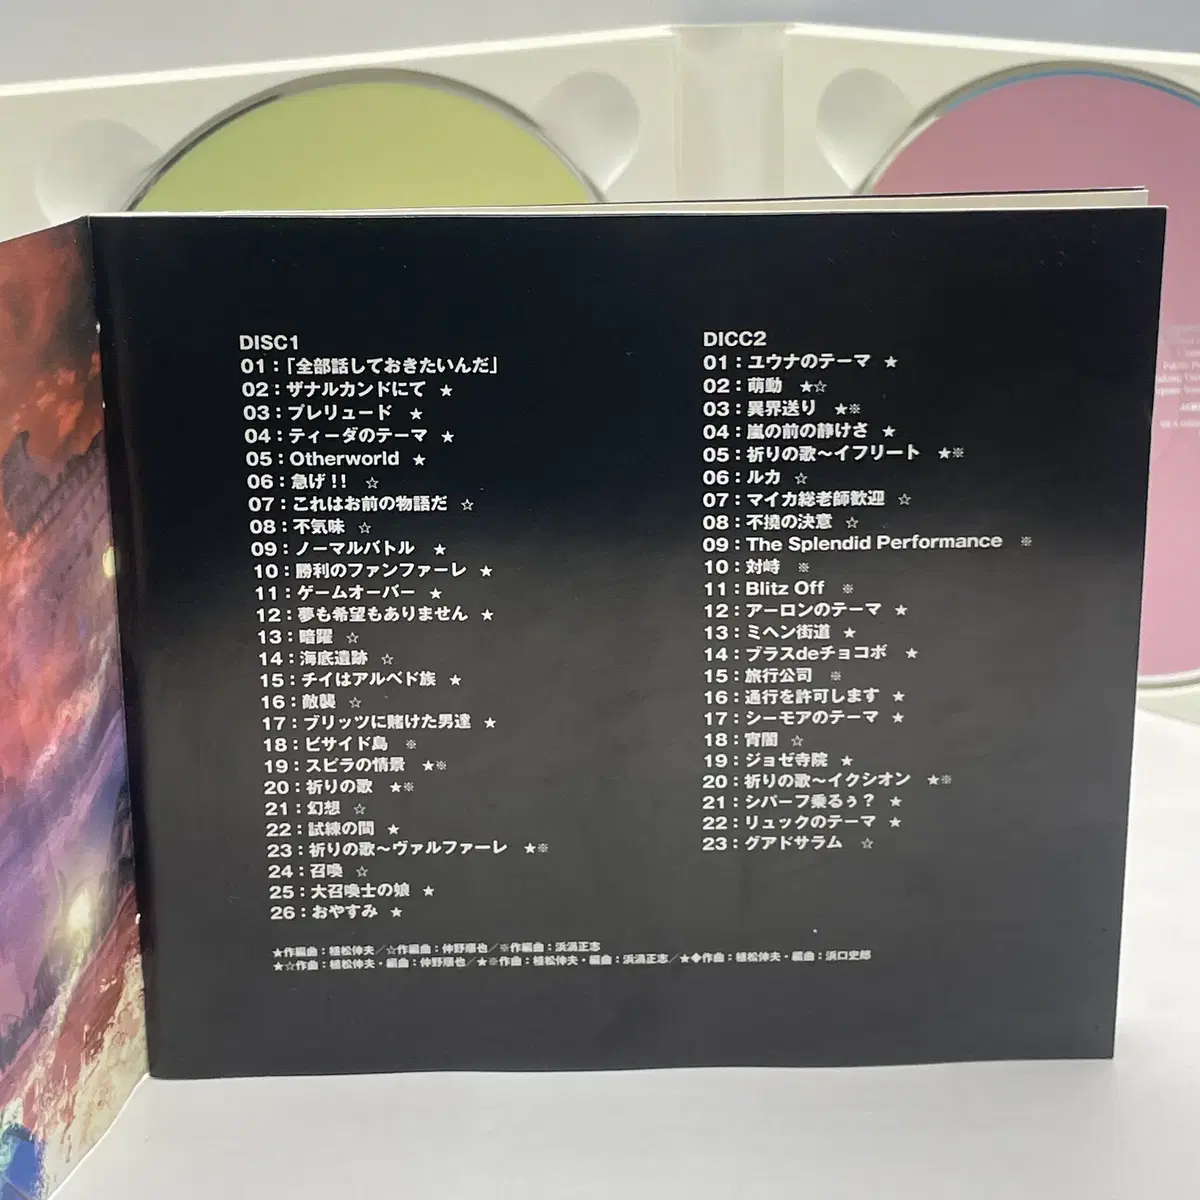 DISC1
01：「全部話しておきたいんだ」
02：ザナルカンドにて ★
03：プレリュード ★
04：ティーダのテーマ ★
05：Otherworld ★
06：急げ!! ☆
07：これはお前の物語だ ☆
08：不気味 ☆
09：ノーマルバトル ★
10：勝利のファンファーレ ★
11：ゲームオーバー ★
12：夢も希望もありません ★
13：暗躍 ☆
14：海底遺跡 ☆
15：チイはアルベド族 ★
16：敵襲 ☆
17：ブリッツに賭けた男達 ★
18：ビサイド島 ※
19：スピラの情景 ★※
20：祈りの歌 ★※
21：幻想 ☆
22：試練の間 ★
23：祈りの歌～ヴァルファーレ ★※
24：召喚 ☆
25：大召喚士の娘 ★
26：おやすみ ★
DICC2
01：ユウナのテーマ ★
02：萌動 ★☆
03：異界送り ★※
04：嵐の前の静けさ ★
05：祈りの歌～イフリート ★※
06：ルカ ☆
07：マイカ総老師歓迎 ☆
08：不撓の決意 ☆
09：The Splendid Performance ※
10：対峙 ※
11：Blitz Off ※
12：アーロンのテーマ ★
13：ミヘン街道 ★
14：ブラスdeチョコボ ★
15：旅行公司 ※
16：通行を許可します ★
17：シーモアのテーマ ★
18：宵闇 ☆
19：ジョゼ寺院 ★
20：祈りの歌～イクシオン ★※
21：シパーフ乗るぅ? ★
22：リュックのテーマ ★
23：グアドサラム ☆
★作編曲：植松伸夫／☆作編曲：仲野順也／※作編曲：浜渦正志
★☆作曲：植松伸夫・編曲：仲野順也／★※作曲：植松伸夫・編曲：浜渦正志／★◆作曲：植松伸夫・編曲：浜口史郎